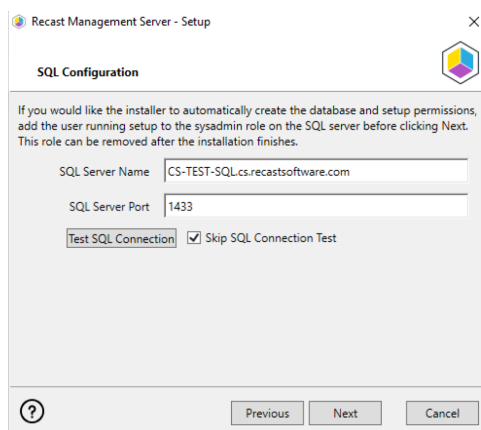 Recast Management Server - Setup
SQL Configuration
If you would like the installer to automatically create the database and setup permissions,
add the user running setup to the sysadmin role on the SQL server before clicking Next.
This role can be removed after the installation finishes.
SQL Server Name CS-TEST-SQL.cs.recastsoftware.com
SQL Server Port 1433
Test SQL Connection Skip SQL Connection Test
? Previous Next Cancel